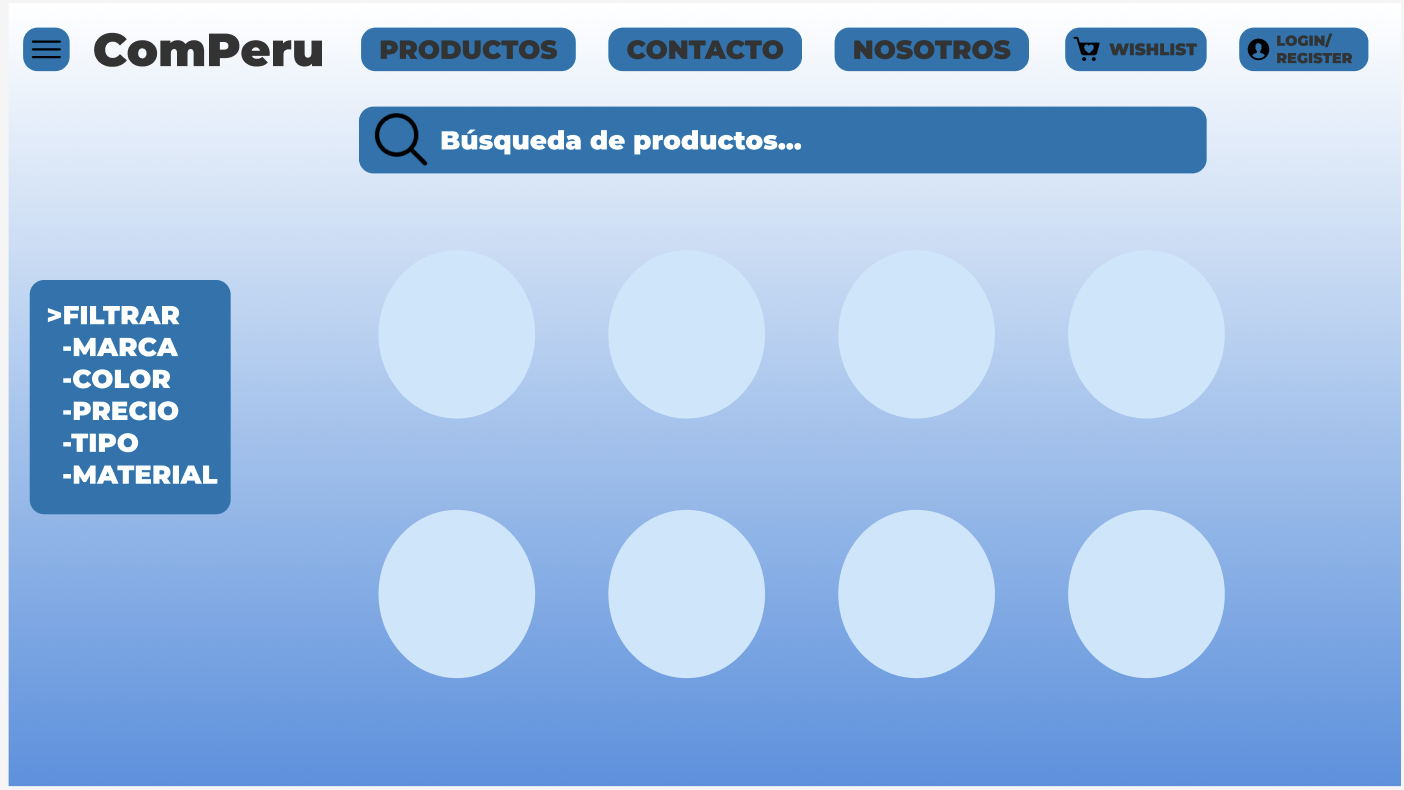 ComPeru
PRODUCTOS
CONTACTO
NOSOTROS
WISHLIST
LOGIN/
REGISTER
Búsqueda de productos...
>FILTRAR
-MARCA
-COLOR
-PRECIO
-TIPO
-MATERIAL